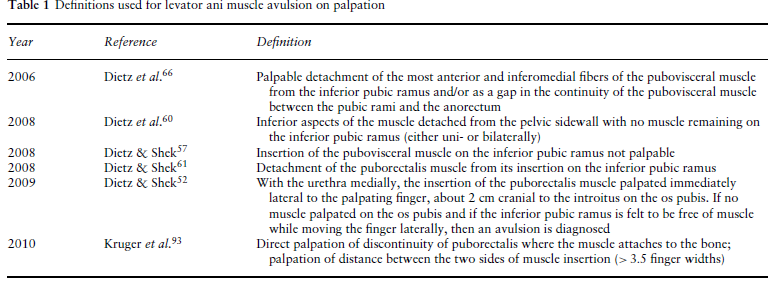 Table 1 Definitions used for levator ani muscle avulsion on palpation
Year Reference Definition
2006 Dietz et al.66 Palpable detachment of the most anterior and inferomedial fibers of the pubovisceral muscle
from the inferior pubic ramus and/or as a gap in the continuity of the pubovisceral muscle
between the pubic rami and the anorectum
2008 Dietz et al.60 Inferior aspects of the muscle detached from the pelvic sidewall with no muscle remaining on
the inferior pubic ramus (either uni- or bilaterally)
2008 Dietz & Shek57 Insertion of the pubovisceral muscle on the inferior pubic ramus not palpable
2008 Dietz & Shek61 Detachment of the puborectalis muscle from its insertion on the inferior pubic ramus
2009 Dietz & Shek52 With the urethra medially, the insertion of the puborectalis muscle palpated immediately
lateral to the palpating finger, about 2 cm cranial to the introitus on the os pubis. If no
muscle palpated on the os pubis and if the inferior pubic ramus is felt to be free of muscle
while moving the finger laterally, then an avulsion is diagnosed
2010 Kruger et al.93 Direct palpation of discontinuity of puborectalis where the muscle attaches to the bone;
palpation of distance between the two sides of muscle insertion (> 3.5 finger widths)